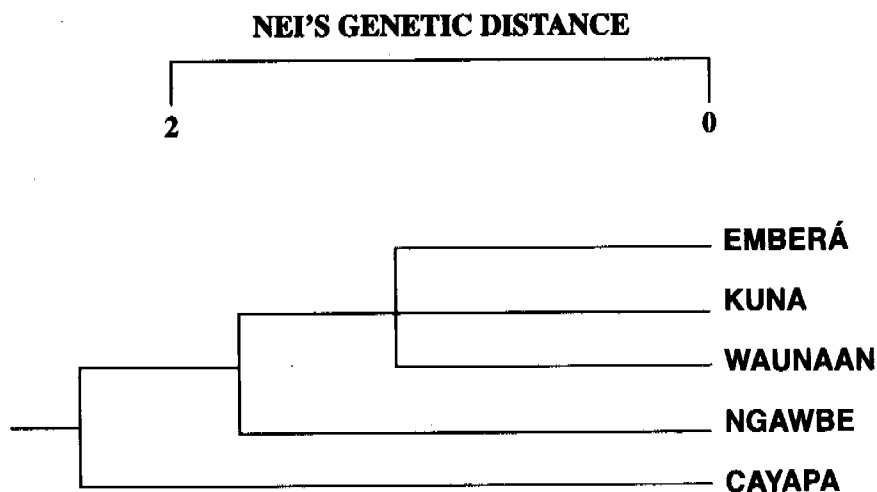 NEI'S GENETIC DISTANCE
2 0
EMBERÁ
KUNA
WAUNAAN
NGAWBE
CAYAPA